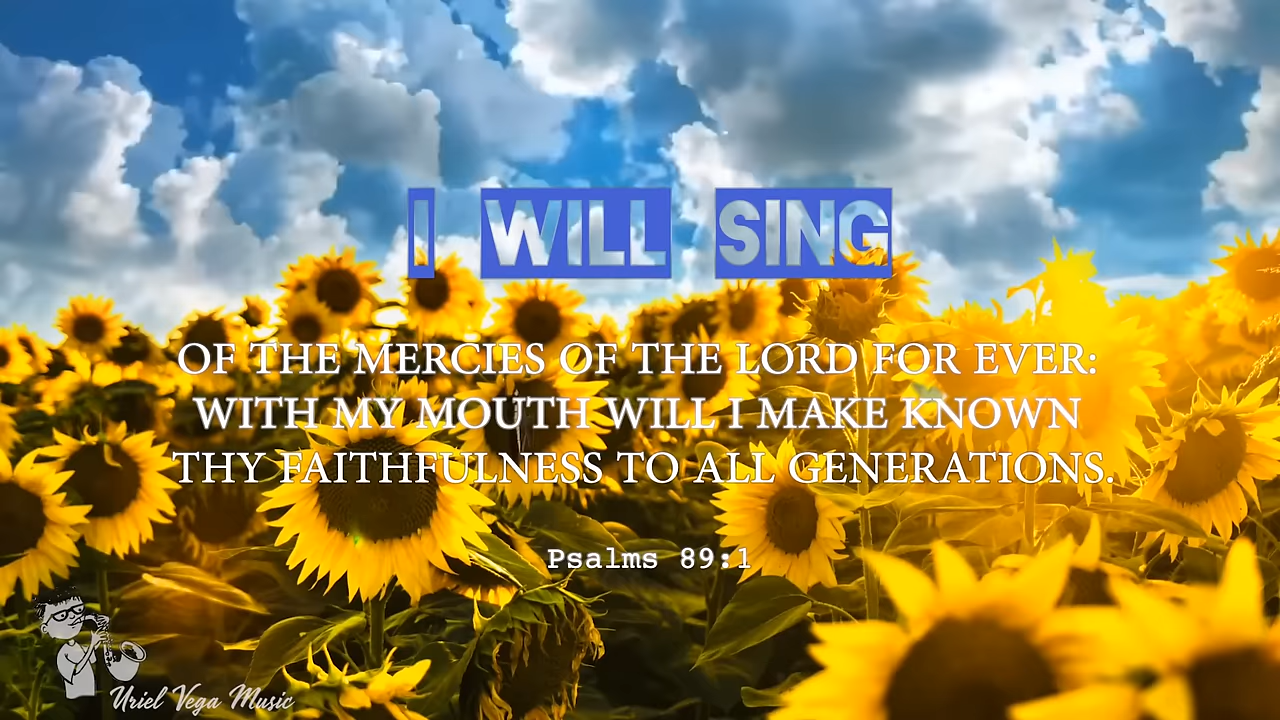 I WILL SING
OF THE MERCIES OF THE LORD FOR EVER:
WITH MY MOUTH WILL I MAKE KNOWN
THY FAITHFULNESS TO ALL GENERATIONS.
Psalms 89:1
Uriel Vega Music